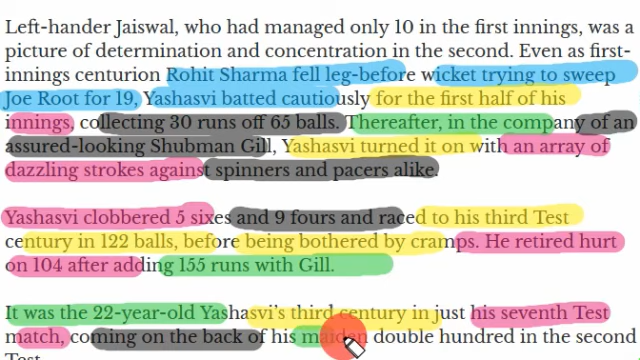 Left-hander Jaiswal, who had managed only 10 in the first innings, was a
picture of determination and concentration in the second. Even as first-
innings centurion Rohit Sharma fell leg-before wicket trying to sweep
Joe Root for 19, Yashasvi batted cautiously for the first half of his
innings, collecting 30 runs off 65 balls. Thereafter, in the company of an
assured-looking Shubman Gill, Yashasvi turned it on with an array of
dazzling strokes against spinners and pacers alike.
Yashasvi clobbered 5 sixes and 9 fours and raced to his third Test
century in 122 balls, before being bothered by cramps. He retired hurt
on 104 after adding 155 runs with Gill.
It was the 22-year-old Yashasvi's third century in just his seventh Test
match, coming on the back of his maiden double hundred in the second
Test.